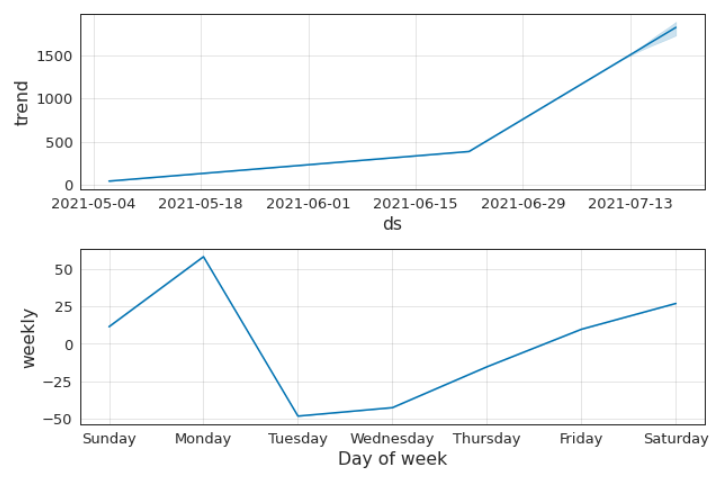 1500
1000
500
0
trend
2021-05-04 2021-05-18 2021-06-01 2021-06-15 2021-06-29 2021-07-13
ds
50
25
0
−25
−50
weekly
Sunday Monday Tuesday Wednesday Thursday Friday Saturday
Day of week